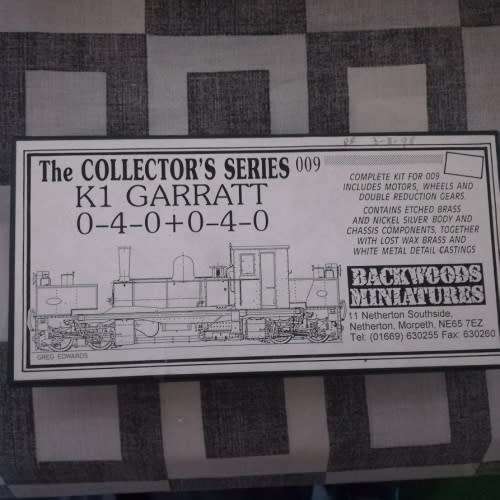 The COLLECTOR'S SERIES 009
K1 GARRATT
0-4-0+0-4-0
COMPLETE KIT FOR 009
INCLUDES MOTORS, WHEELS AND
DOUBLE REDUCTION GEARS.
CONTAINS ETCHED BRASS
AND NICKEL SILVER BODY AND
CHASSIS COMPONENTS, TOGETHER
WITH LOST WAX BRASS AND
WHITE METAL DETAIL CASTINGS
BACKWOODS
MINIATURES
11 Netherton Southside,
Netherton, Morpeth, NE65 7EZ
Tel: (01669) 630255 Fax: 630260
GREG EDWARDS